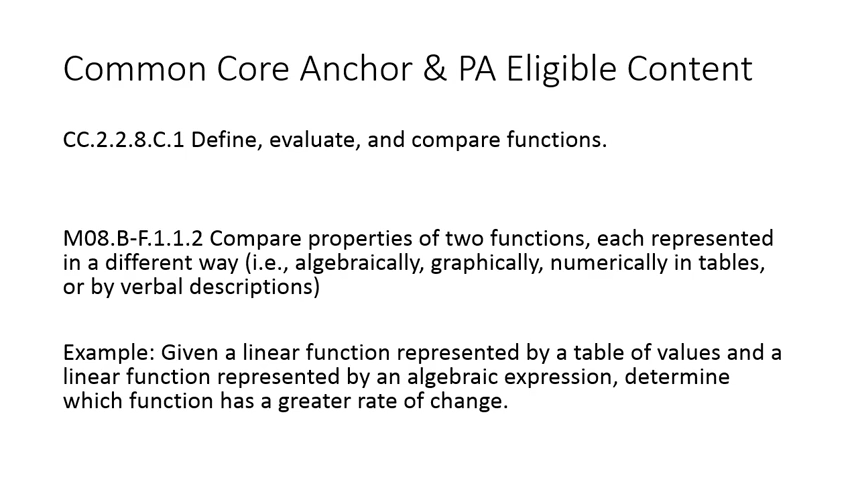 Common Core Anchor & PA Eligible Content
CC.2.2.8.C.1 Define, evaluate, and compare functions.
M08.B-F.1.1.2 Compare properties of two functions, each represented
in a different way (i.e., algebraically, graphically, numerically in tables,
or by verbal descriptions)
Example: Given a linear function represented by a table of values and a
linear function represented by an algebraic expression, determine
which function has a greater rate of change.